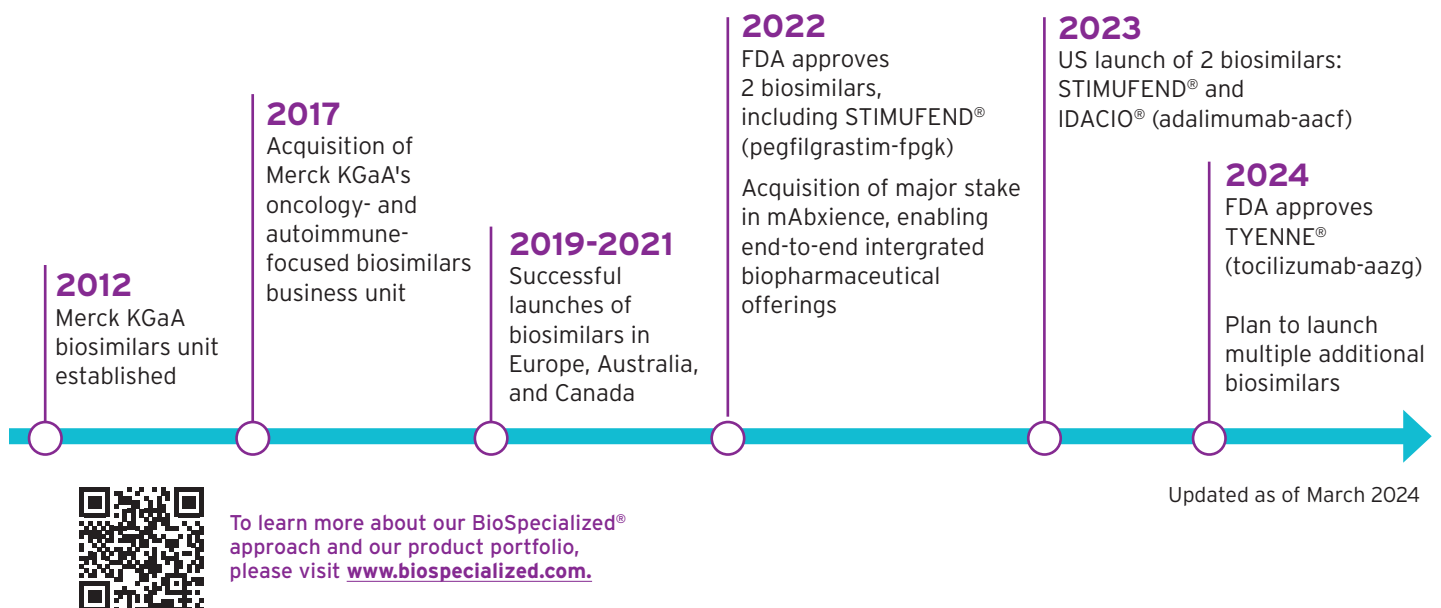 2012
Merck KGaA
biosimilars unit
established
2017
Acquisition of
Merck KGaA's
oncology- and
autoimmune-
focused biosimilars
business unit
2019-2021
Successful
launches of
biosimilars in
Europe, Australia,
and Canada
2022
FDA approves
2 biosimilars,
including STIMUFEND®
(pegfilgrastim-fpgk)
Acquisition of major stake
in mAbxience, enabling
end-to-end intergrated
biopharmaceutical
offerings
2023
US launch of 2 biosimilars:
STIMUFEND® and
IDACIO® (adalimumab-aacf)
2024
FDA approves
TYENNE®
(tocilizumab-aazg)
Plan to launch
multiple additional
biosimilars
Updated as of March 2024
To learn more about our BioSpecialized®
approach and our product portfolio,
please visit www.biospecialized.com.